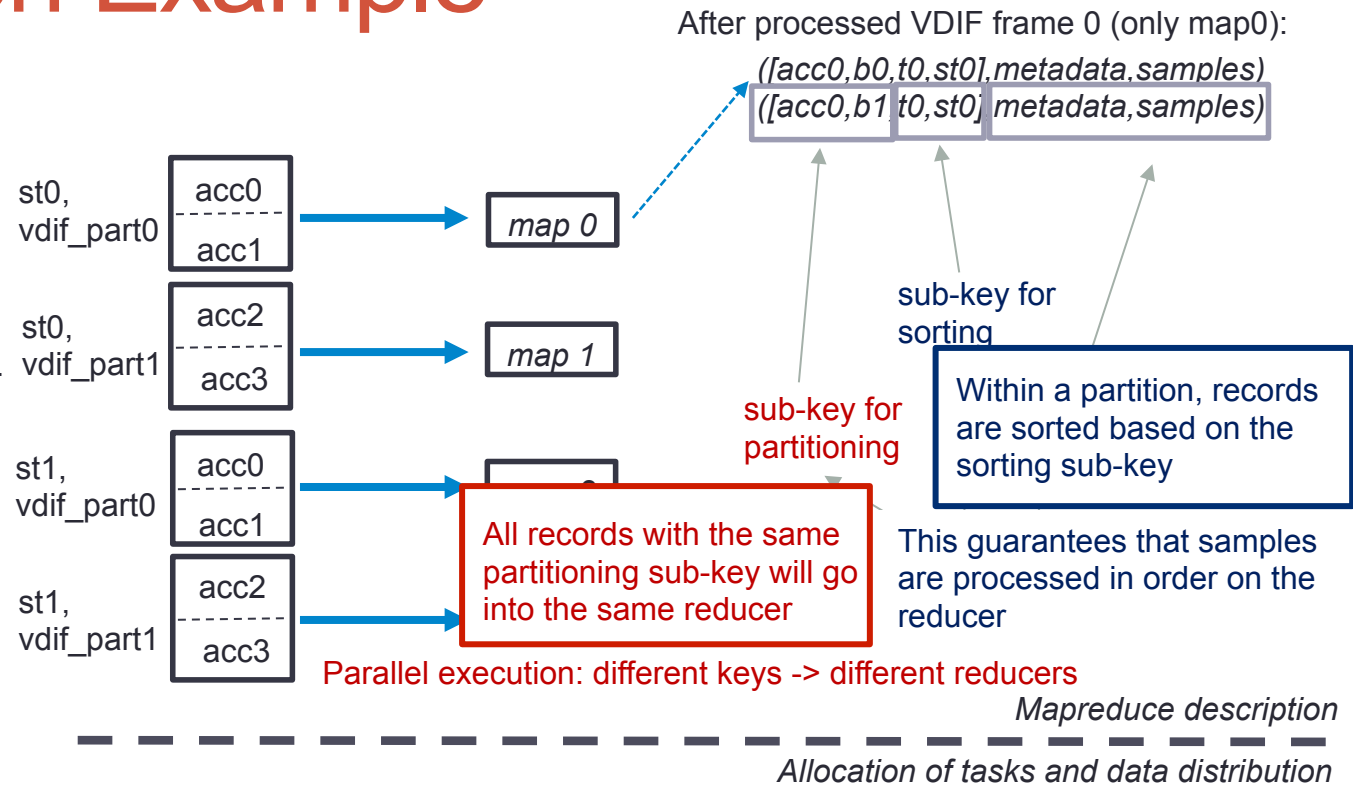 Example
After processed VDIF frame 0 (only map0):
([acc0,b0,t0,st0],metadata,samples)
([acc0,b1,t0,st0],metadata,samples)
st0,
vdif_part0
acc0
acc1
map 0
st0,
vdif_part1
acc2
acc3
map 1
sub-key for
sorting
sub-key for
partitioning
Within a partition, records
are sorted based on the
sorting sub-key
st1,
vdif_part0
acc0
acc1
All records with the same
partitioning sub-key will go
into the same reducer
This guarantees that samples
are processed in order on the
reducer
st1,
vdif_part1
acc2
acc3
Parallel execution: different keys -> different reducers
Mapreduce description
Allocation of tasks and data distribution